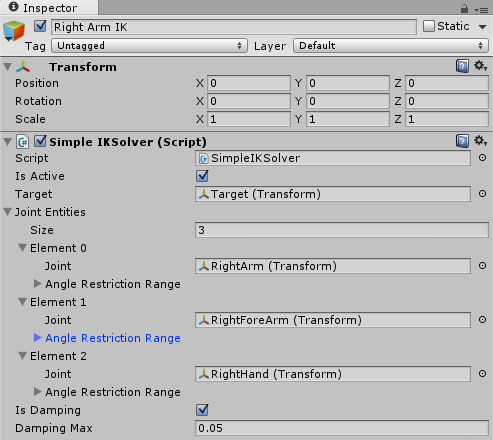 Inspector
Right Arm IK Static
Tag Untagged Layer Default
Transform
Position X 0 Y 0 Z 0
Rotation X 0 Y 0 Z 0
Scale X 1 Y 1 Z 1
Simple IKSolver (Script)
Script SimpleIKSolver
Is Active
Target Target (Transform)
Joint Entities
Size 3
Element 0
Joint RightArm (Transform)
Angle Restriction Range
Element 1
Joint RightForeArm (Transform)
Angle Restriction Range
Element 2
Joint RightHand (Transform)
Angle Restriction Range
Is Damping
Damping Max 0.05